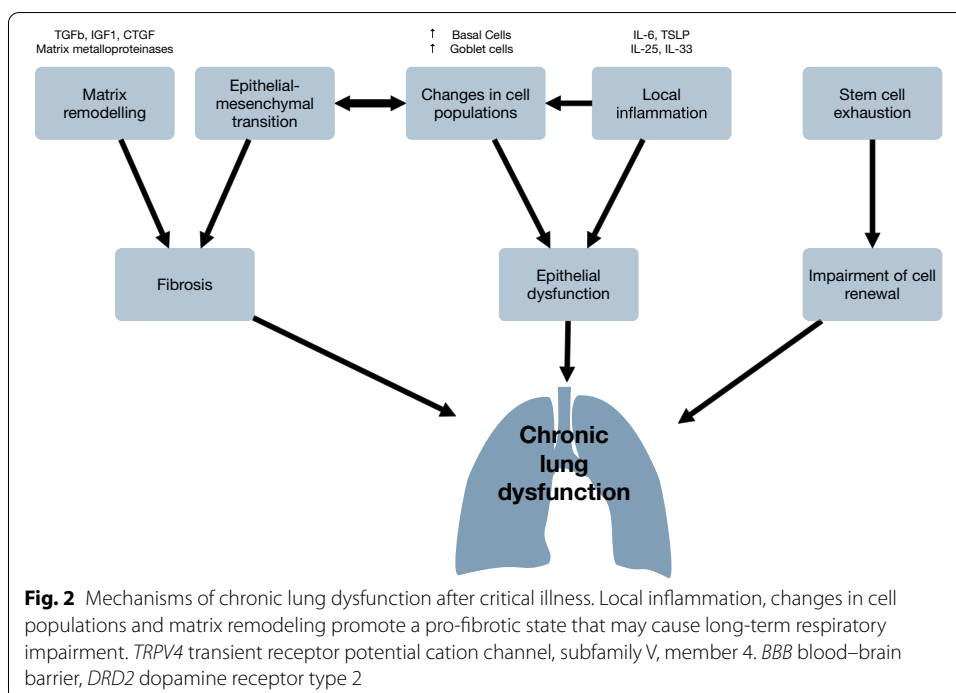 TGFb, IGF1, CTGF
Matrix metalloproteinases
↑ Basal Cells
↑ Goblet cells
IL-6, TSLP
IL-25, IL-33
Matrix
remodelling
Epithelial-
mesenchymal
transition
Changes in cell
populations
Local
inflammation
Stem cell
exhaustion
Fibrosis
Epithelial
dysfunction
Impairment of cell
renewal
Chronic
lung
dysfunction
Fig. 2 Mechanisms of chronic lung dysfunction after critical illness. Local inflammation, changes in cell
populations and matrix remodeling promote a pro-fibrotic state that may cause long-term respiratory
impairment. TRPV4 transient receptor potential cation channel, subfamily V, member 4. BBB blood–brain
barrier, DRD2 dopamine receptor type 2